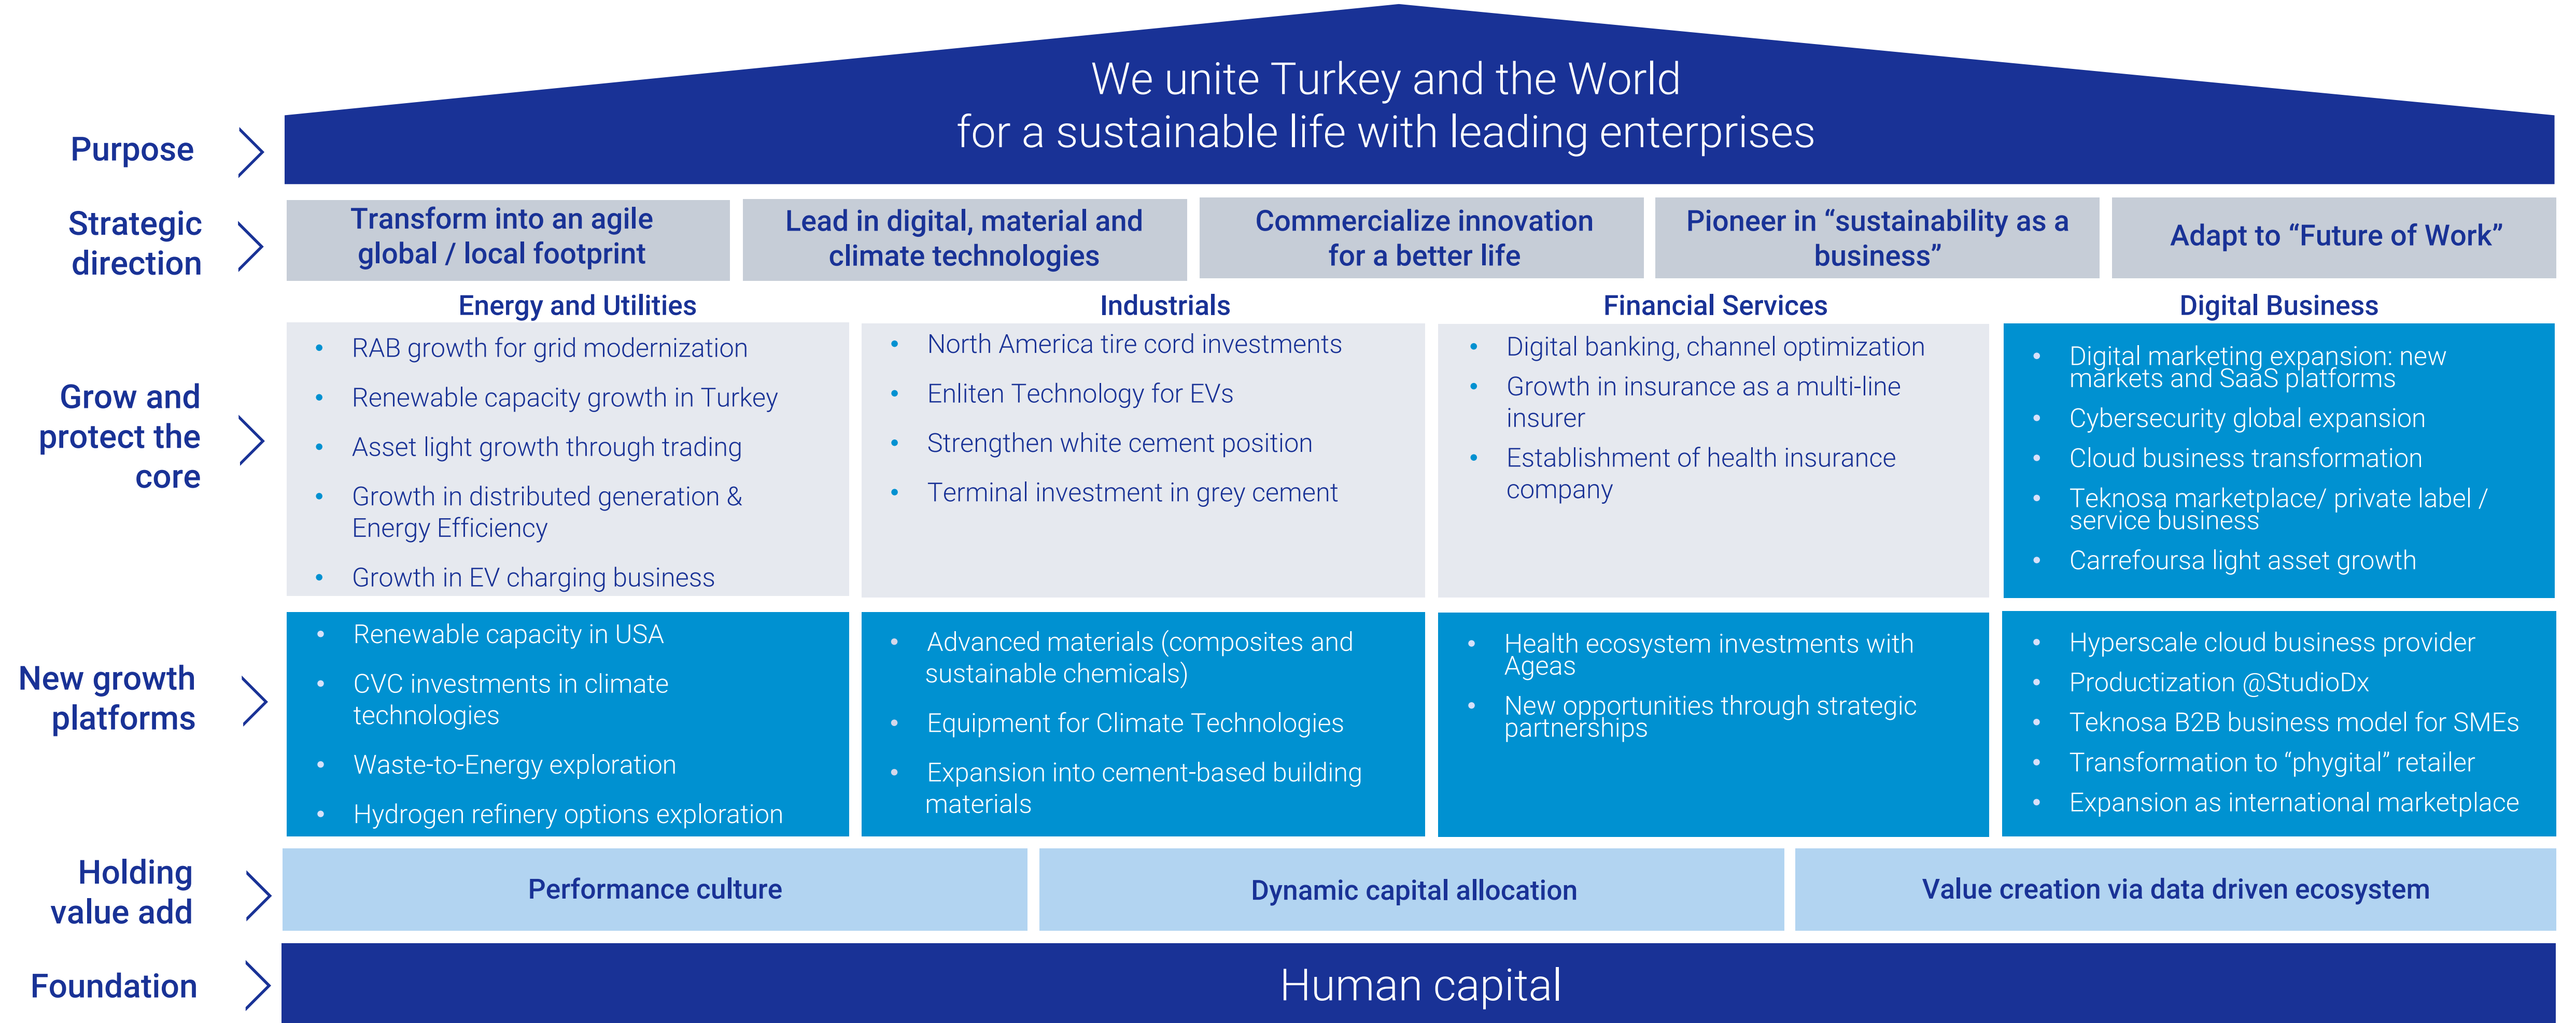 We unite Turkey and the World
for a sustainable life with leading enterprises
Purpose
Strategic
direction
Transform into an agile
global / local footprint
Lead in digital, material and
climate technologies
Commercialize innovation
for a better life
Pioneer in “sustainability as a
business”
Adapt to “Future of Work”
Energy and Utilities
Industrials
Financial Services
Digital Business
Grow and
protect the
core
• RAB growth for grid modernization
• Renewable capacity growth in Turkey
• Asset light growth through trading
• Growth in distributed generation &
Energy Efficiency
• Growth in EV charging business
• North America tire cord investments
• Enliten Technology for EVs
• Strengthen white cement position
• Terminal investment in grey cement
• Digital banking, channel optimization
• Growth in insurance as a multi-line
insurer
• Establishment of health insurance
company
• Digital marketing expansion: new
markets and SaaS platforms
• Cybersecurity global expansion
• Cloud business transformation
• Teknosa marketplace/ private label /
service business
• Carrefoursa light asset growth
New growth
platforms
• Renewable capacity in USA
• CVC investments in climate
technologies
• Waste-to-Energy exploration
• Hydrogen refinery options exploration
• Advanced materials (composites and
sustainable chemicals)
• Equipment for Climate Technologies
• Expansion into cement-based building
materials
• Health ecosystem investments with
Ageas
• New opportunities through strategic
partnerships
• Hyperscale cloud business provider
• Productization @StudioDx
• Teknosa B2B business model for SMEs
• Transformation to “phygital” retailer
• Expansion as international marketplace
Holding
value add
Performance culture
Dynamic capital allocation
Value creation via data driven ecosystem
Foundation
Human capital